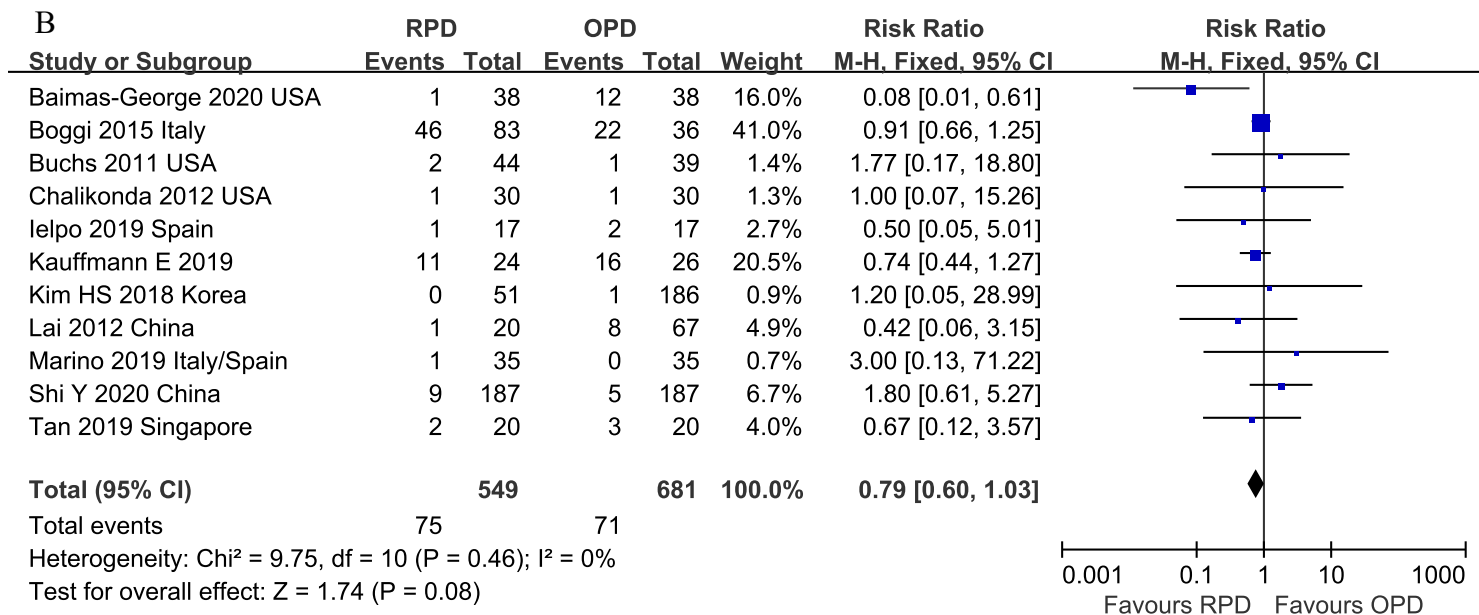 B
RPD OPD Risk Ratio Risk Ratio
Study or Subgroup Events Total Events Total Weight M-H, Fixed, 95% CI M-H, Fixed, 95% CI
Baimas-George 2020 USA 1 38 12 38 16.0% 0.08 [0.01, 0.61]
Boggi 2015 Italy 46 83 22 36 41.0% 0.91 [0.66, 1.25]
Buchs 2011 USA 2 44 1 39 1.4% 1.77 [0.17, 18.80]
Chalikonda 2012 USA 1 30 1 30 1.3% 1.00 [0.07, 15.26]
Ielpo 2019 Spain 1 17 2 17 2.7% 0.50 [0.05, 5.01]
Kauffmann E 2019 11 24 16 26 20.5% 0.74 [0.44, 1.27]
Kim HS 2018 Korea 0 51 1 186 0.9% 1.20 [0.05, 28.99]
Lai 2012 China 1 20 8 67 4.9% 0.42 [0.06, 3.15]
Marino 2019 Italy/Spain 1 35 0 35 0.7% 3.00 [0.13, 71.22]
Shi Y 2020 China 9 187 5 187 6.7% 1.80 [0.61, 5.27]
Tan 2019 Singapore 2 20 3 20 4.0% 0.67 [0.12, 3.57]
Total (95% CI) 549 681 100.0% 0.79 [0.60, 1.03]
Total events 75 71
Heterogeneity: Chi² = 9.75, df = 10 (P = 0.46); I² = 0%
Test for overall effect: Z = 1.74 (P = 0.08)
0.001 0.1 1 10 1000
Favours RPD Favours OPD